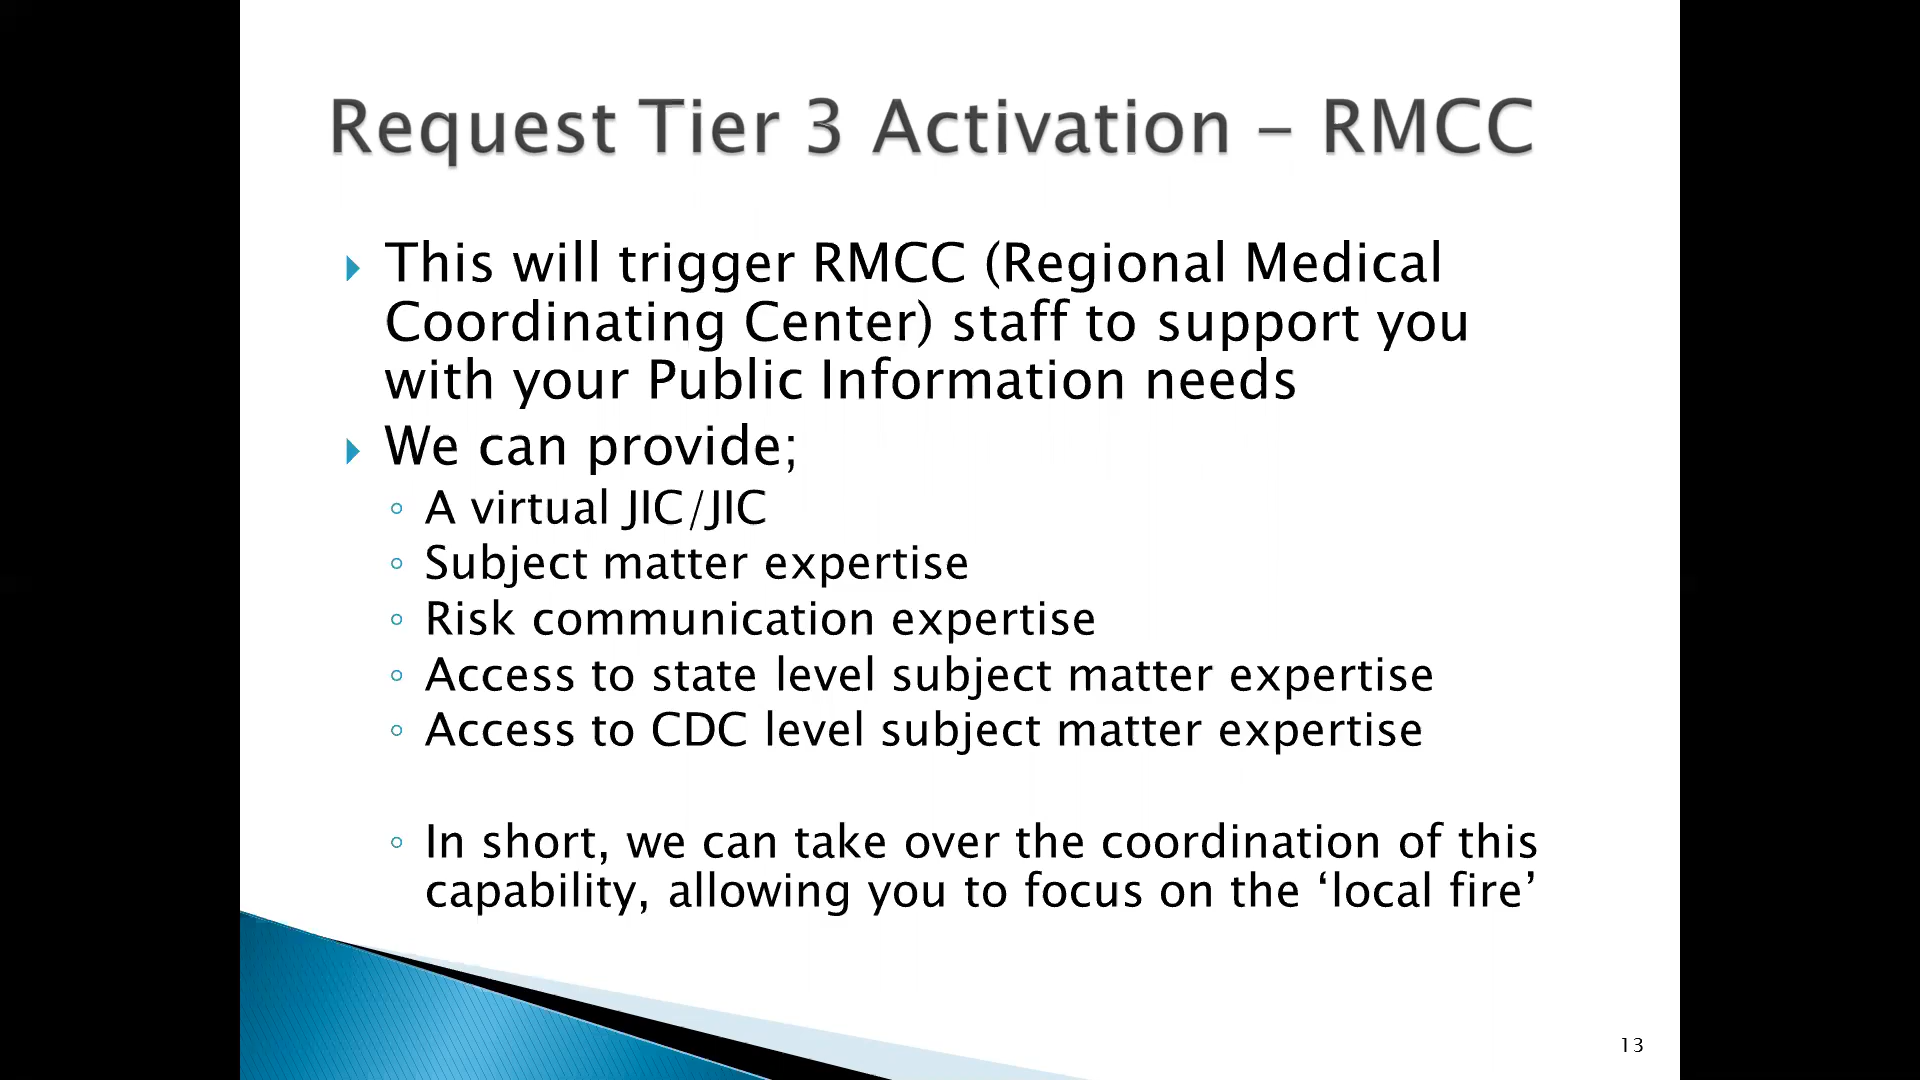 Request Tier 3 Activation – RMCC
This will trigger RMCC (Regional Medical
Coordinating Center) staff to support you
with your Public Information needs
We can provide;
A virtual JIC/JIC
Subject matter expertise
Risk communication expertise
Access to state level subject matter expertise
Access to CDC level subject matter expertise
In short, we can take over the coordination of this
capability, allowing you to focus on the ‘local fire’
13